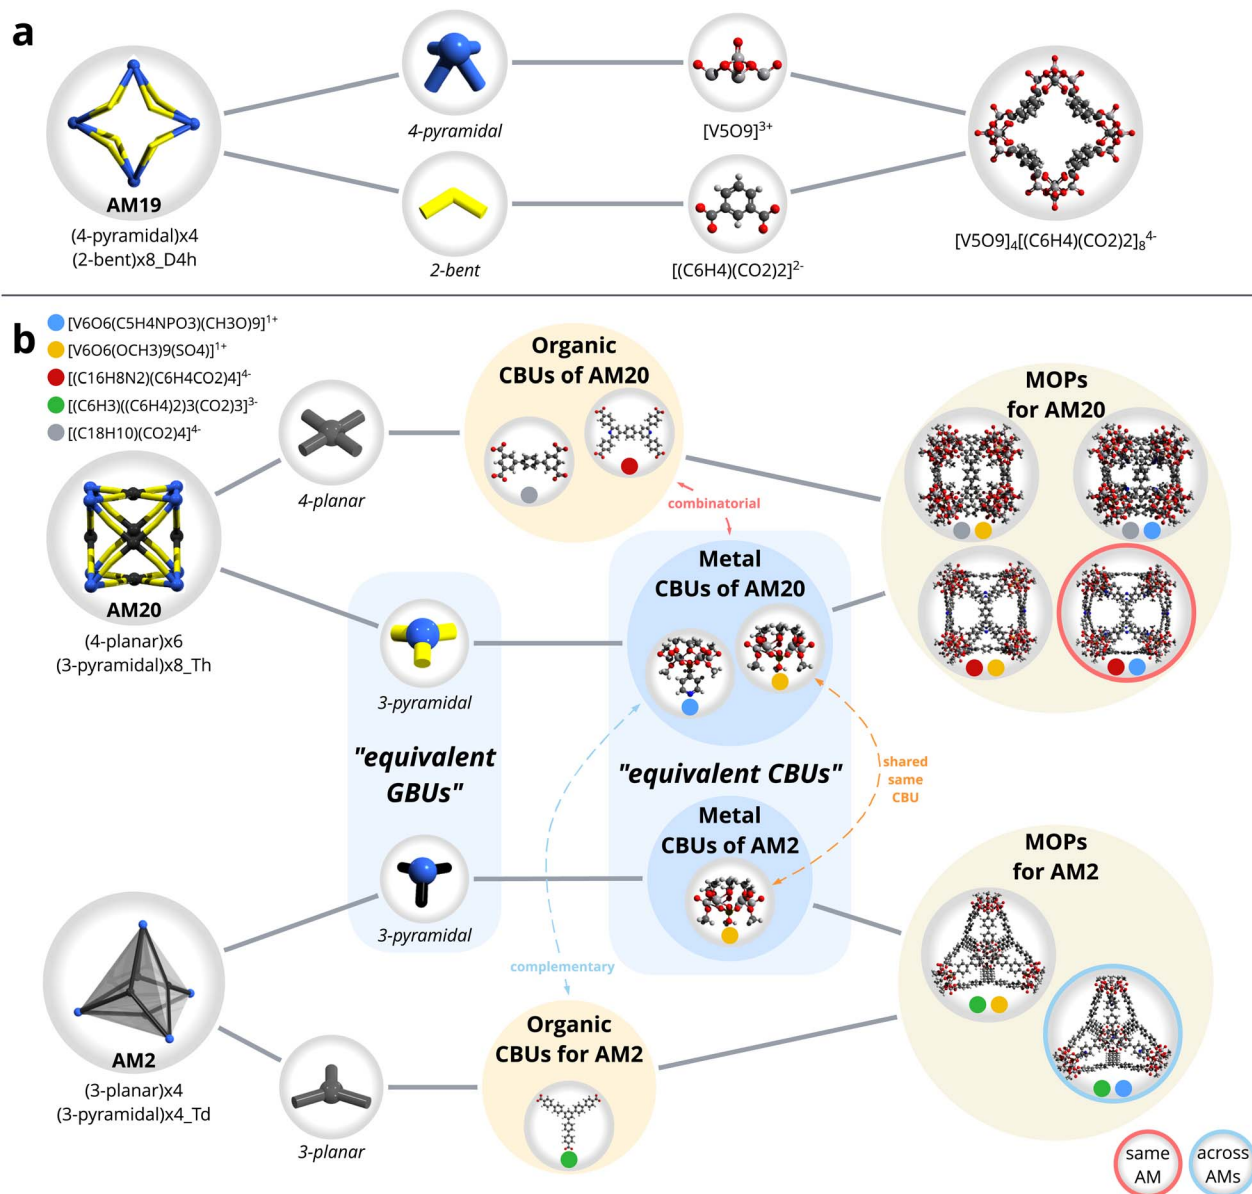 a
AM19
(4-pyramidal)x4
(2-bent)x8_D4h
4-pyramidal
2-bent
[V5O9]3+
[(C6H4)(CO2)2]2-
[V5O9]4[(C6H4)(CO2)2]84-
b
[V6O6(C5H4NPO3)(CH3O)9]1+
[V6O6(OCH3)9(SO4)]1+
[(C16H8N2)(C6H4CO2)4]4-
[(C6H3)((C6H4)2)3(CO2)3]3-
[(C18H10)(CO2)4]4-
AM20
(4-planar)x6
(3-pyramidal)x8_Th
4-planar
3-pyramidal
Organic
CBUs of AM20
combinatorial
Metal
CBUs of AM20
MOPs
for AM20
"equivalent
GBUs"
"equivalent CBUs"
shared
same
CBU
complementary
3-pyramidal
Metal
CBUs of AM2
MOPs
for AM2
AM2
(3-planar)x4
(3-pyramidal)x4_Td
3-planar
Organic
CBUs for AM2
same
AM
across
AMs